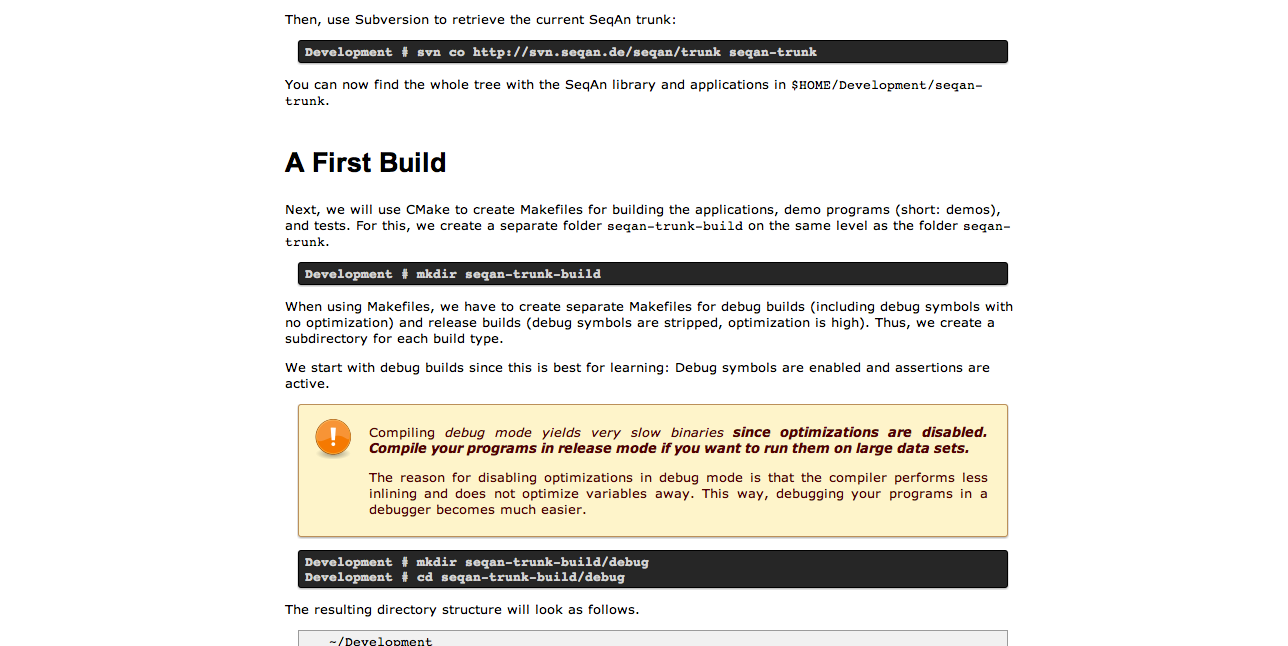 Then, use Subversion to retrieve the current SeqAn trunk:
Development # svn co http://svn.seqan.de/seqan/trunk seqan-trunk
You can now find the whole tree with the SeqAn library and applications in $HOME/Development/seqan-
trunk.
A First Build
Next, we will use CMake to create Makefiles for building the applications, demo programs (short: demos),
and tests. For this, we create a separate folder seqan-trunk-build on the same level as the folder seqan-
trunk.
Development # mkdir seqan-trunk-build
When using Makefiles, we have to create separate Makefiles for debug builds (including debug symbols with
no optimization) and release builds (debug symbols are stripped, optimization is high). Thus, we create a
subdirectory for each build type.
We start with debug builds since this is best for learning: Debug symbols are enabled and assertions are
active.
Compiling debug mode yields very slow binaries since optimizations are disabled.
Compile your programs in release mode if you want to run them on large data sets.
The reason for disabling optimizations in debug mode is that the compiler performs less
inlining and does not optimize variables away. This way, debugging your programs in a
debugger becomes much easier.
Development # mkdir seqan-trunk-build/debug
Development # cd seqan-trunk-build/debug
The resulting directory structure will look as follows.
~/Development